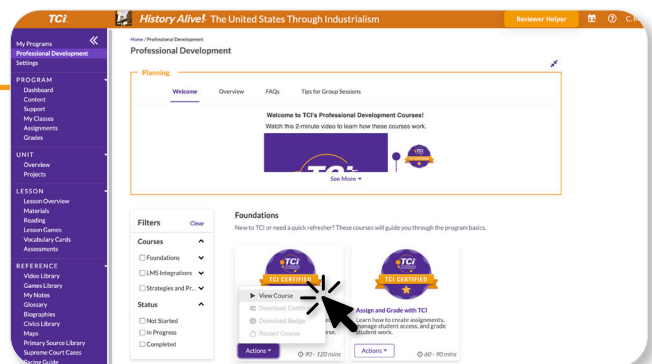 TCi
History Alive! The United States Through Industrialism
Reviewer Helper
My Programs
Professional Development
Settings
PROGRAM
Dashboard
Content
Support
My Classes
Assignments
Grades
UNIT
Overview
Projects
LESSON
Lesson Overview
Materials
Reading
Lesson Games
Vocabulary Cards
Assessments
REFERENCE
Video Library
Games Library
My Notes
Glossary
Biographies
Civics Library
Maps
Primary Source Library
Supreme Court Cases
Pacing Guide
Home / Professional Development
Professional Development
Planning
Welcome Overview FAQs Tips for Group Sessions
Welcome to TCI's Professional Development Courses!
Watch this 2-minute video to learn how these courses work.
See More
Filters Clear
Courses
Foundations
LMS Integrations
Strategies and Pr...
Status
Not Started
In Progress
Completed
Foundations
New to TCI or need a quick refresher? These courses will guide you through the program basics.
TCi
TCI CERTIFIED
View Course
Download Badge
Restart Course
Actions
90 - 120 mins
TCi
TCI CERTIFIED
Assign and Grade with TCI
Learn how to create assignments,
manage student access, and grade
student work.
Actions
60 - 90 mins